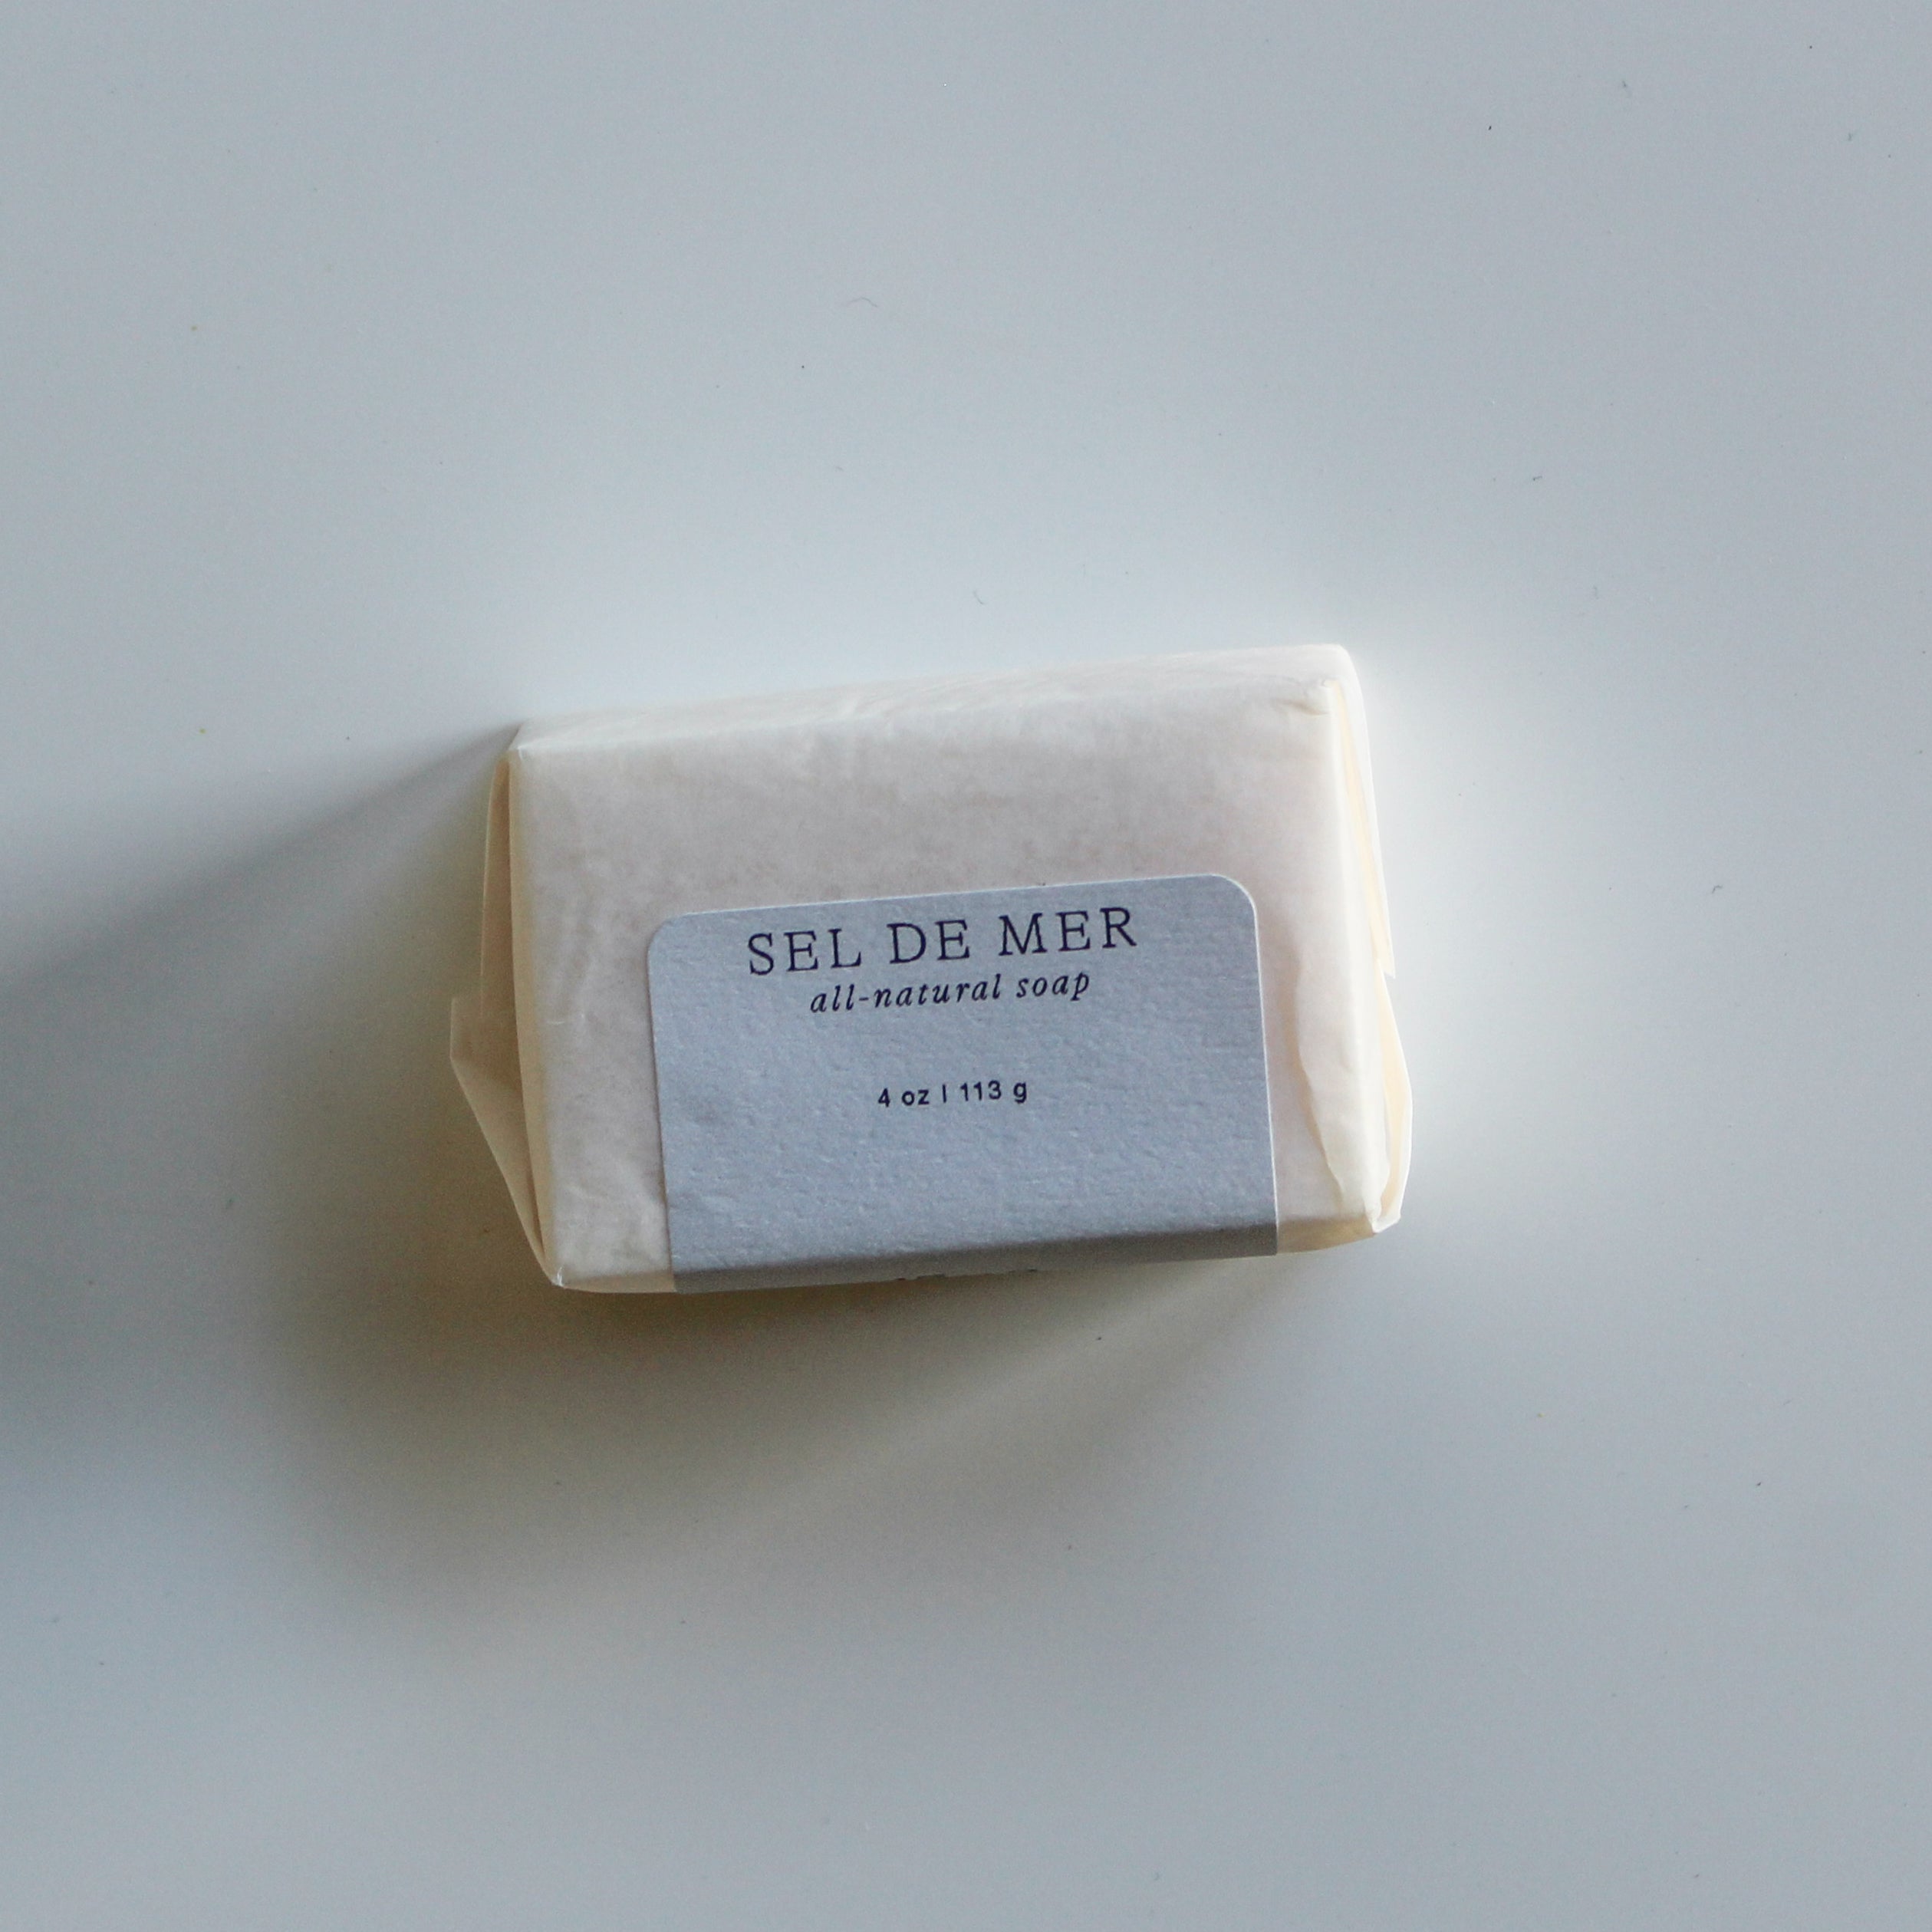 SEL DE MER
all-natural soap
4 oz | 113 g